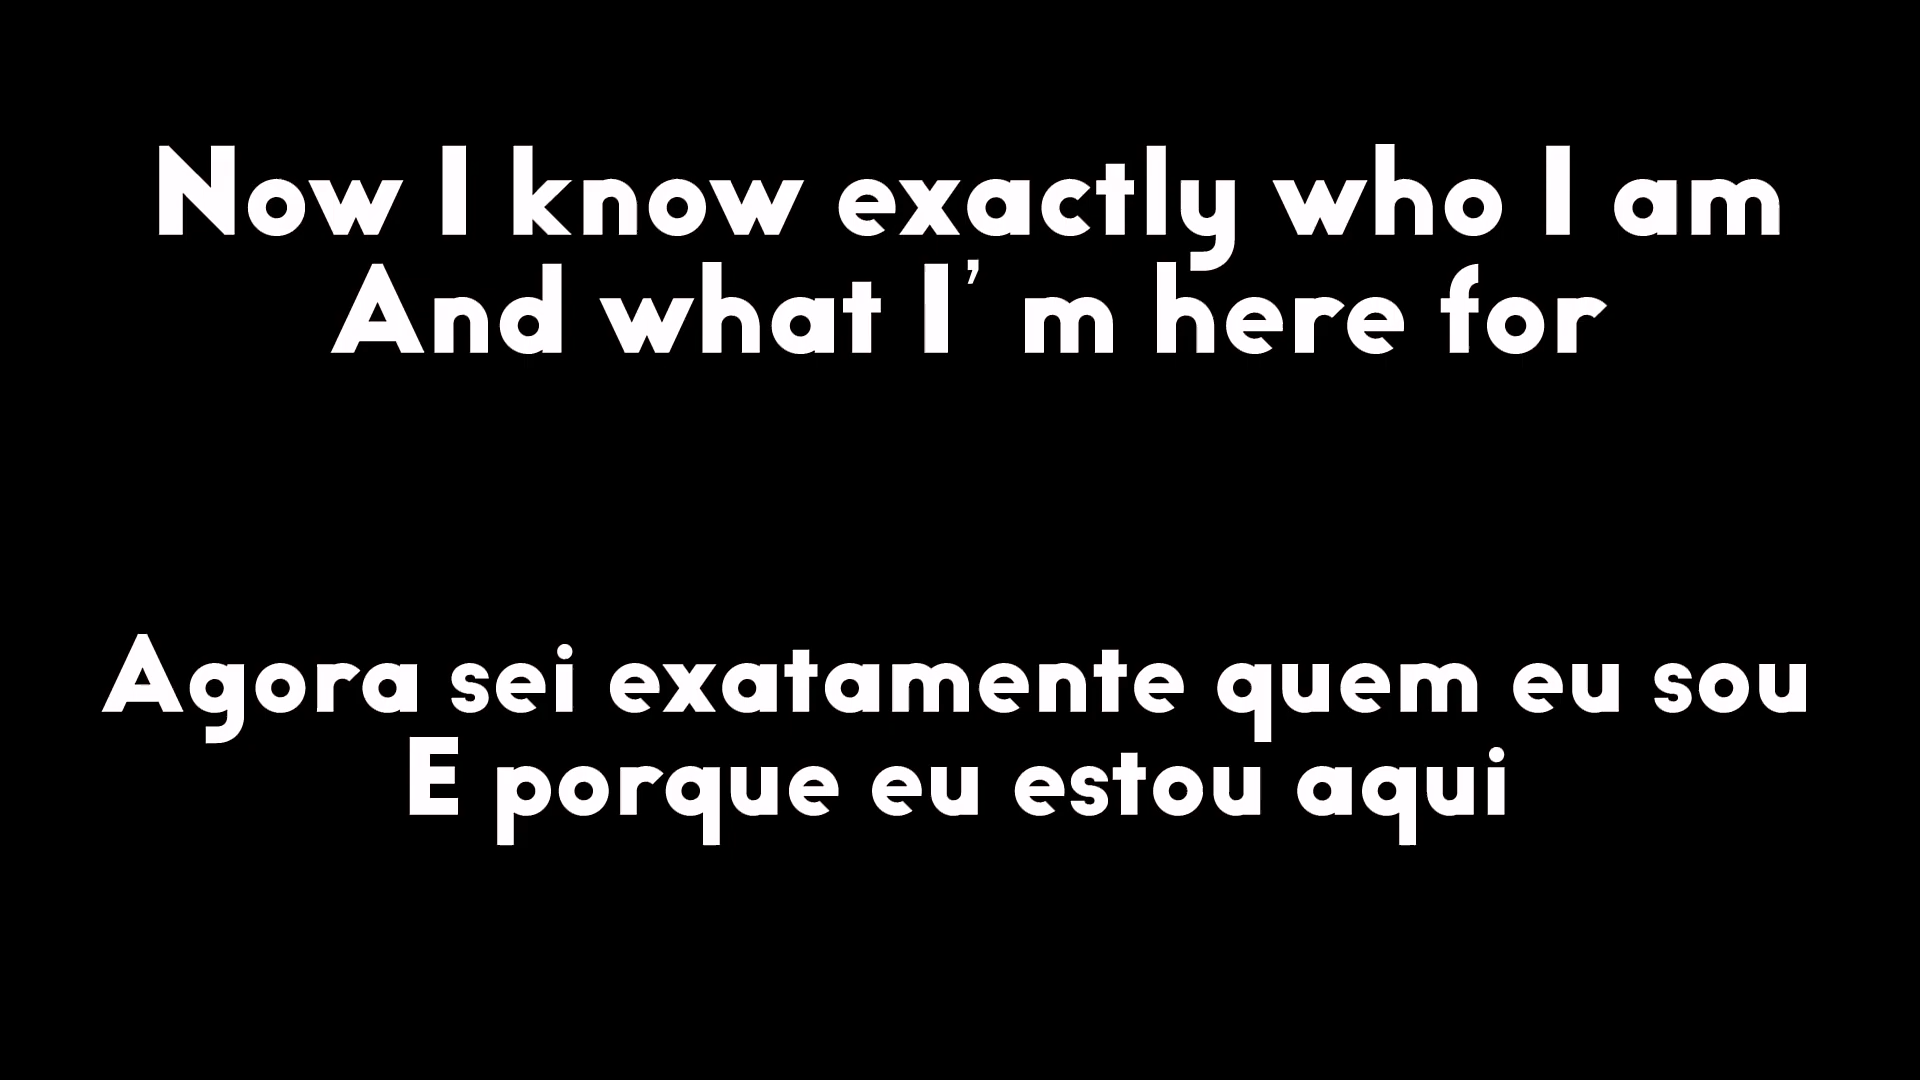 Now I know exactly who I am
And what I’ m here for
Agora sei exatamente quem eu sou
E porque eu estou aqui